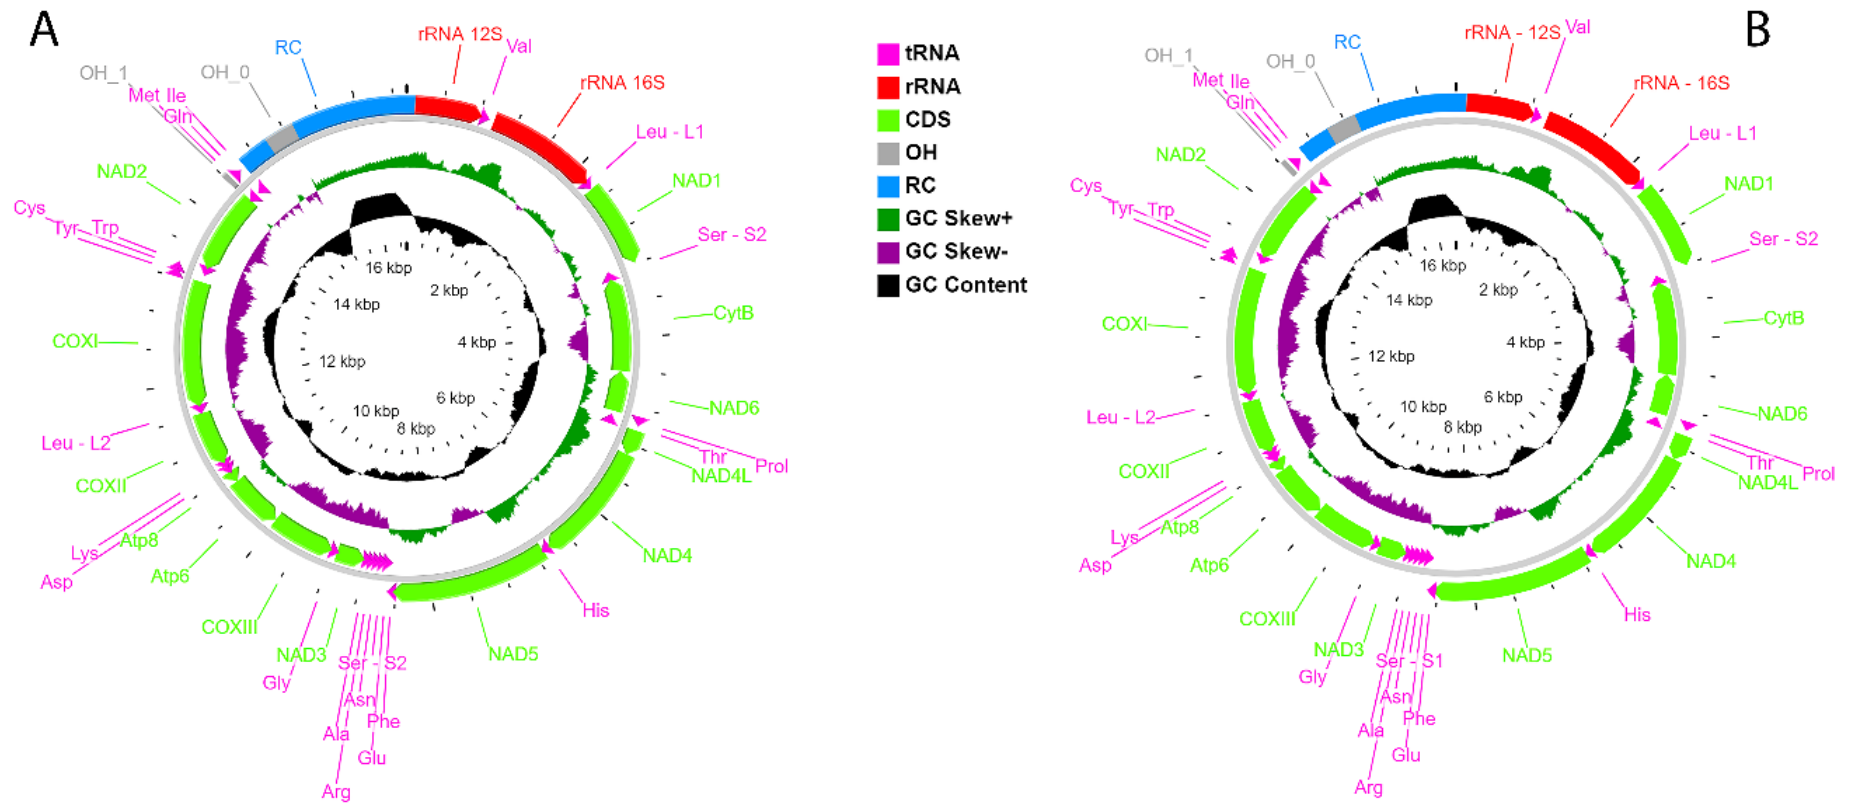 A
RC
rRNA 12S
Val
OH_1
OH_0
Met Ile
Gln
rRNA 16S
Leu - L1
NAD2
NAD1
Cys
Tyr Trp
Ser - S2
16 kbp
2 kbp
14 kbp
CytB
COXI
4 kbp
12 kbp
6 kbp
10 kbp
8 kbp
NAD6
Leu - L2
Thr
Prol
NAD4L
COXII
Lys
Atp8
Asp
Atp6
NAD4
His
COXIII
NAD3
Gly
Ser - S2
NAD5
Asn
Phe
Ala
Glu
Arg
tRNA
rRNA
CDS
OH
RC
GC Skew+
GC Skew-
GC Content
B
RC
rRNA - 12S
Val
OH_1
OH_0
Met Ile
Gln
rRNA - 16S
Leu - L1
NAD2
NAD1
Cys
Tyr Trp
Ser - S2
16 kbp
2 kbp
14 kbp
CytB
COXI
4 kbp
12 kbp
6 kbp
10 kbp
8 kbp
NAD6
Leu - L2
Thr
Prol
NAD4L
COXII
Lys
Atp8
Asp
Atp6
NAD4
His
COXIII
NAD3
Gly
Ser - S1
NAD5
Asn
Phe
Ala
Glu
Arg